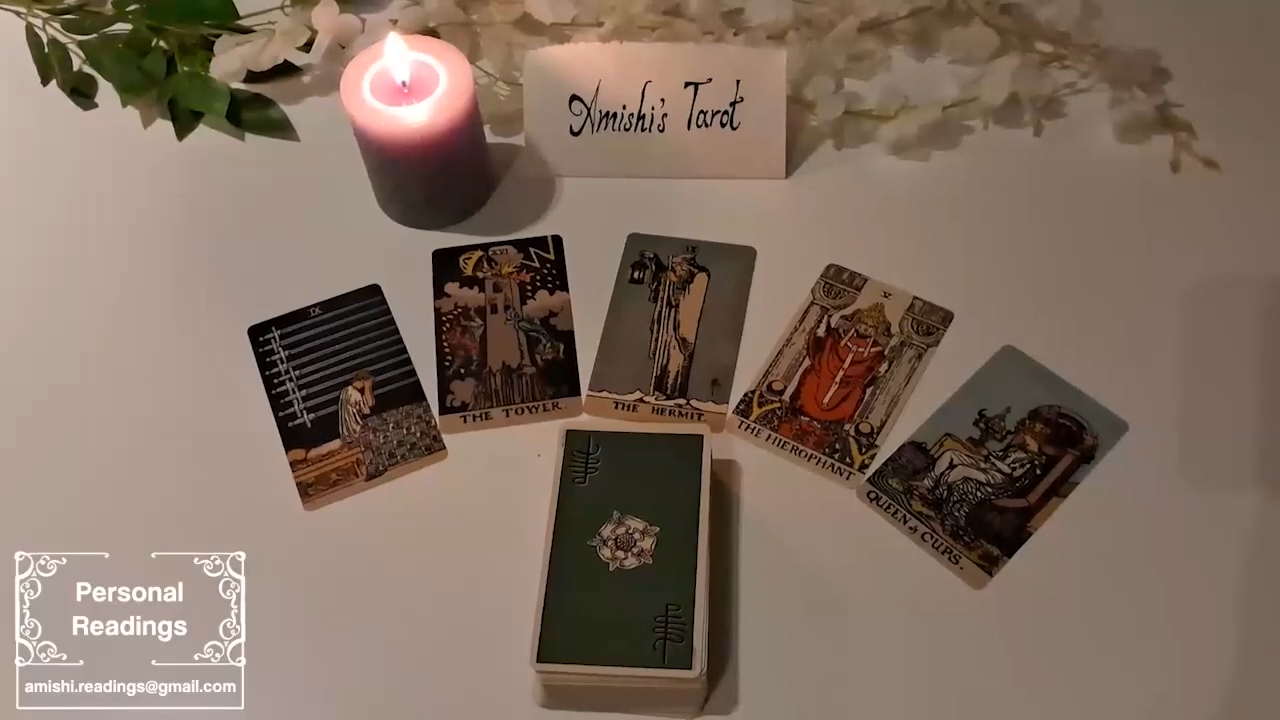 Amishi's Tarot
IX
XVI
THE TOWER.
IX
THE HERMIT.
V
THE HIEROPHANT
QUEEN of CUPS.
Personal
Readings
amishi.readings@gmail.com